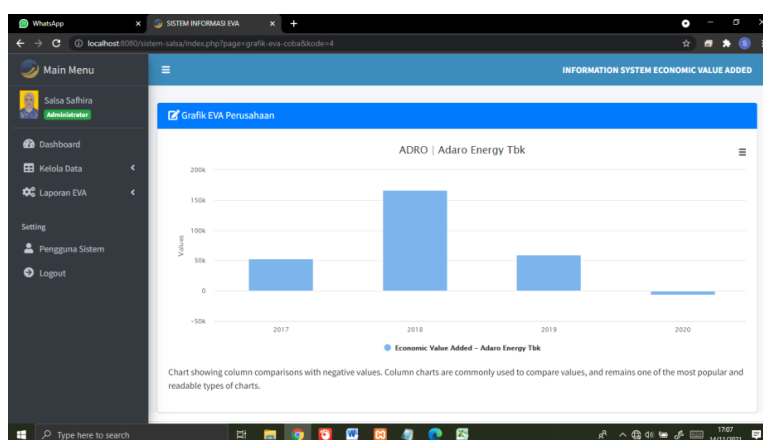 WhatsApp
SISTEM INFORMASI EVA
localhost:8080/sistem-salsa/index.php?page=grafik-eva-coba&kode=4
S
Main Menu
INFORMATION SYSTEM ECONOMIC VALUE ADDED
Salsa Safhira
Administrator
Dashboard
Kelola Data
Laporan EVA
Setting
Pengguna Sistem
Logout
Grafik EVA Perusahaan
ADRO | Adaro Energy Tbk
200k
150k
100k
50k
0
-50k
Values
2017 2018 2019 2020
Economic Value Added – Adaro Energy Tbk
Chart showing column comparisons with negative values. Column charts are commonly used to compare values, and remains one of the most popular and
readable types of charts.
Type here to search
17:07
14/11/2021